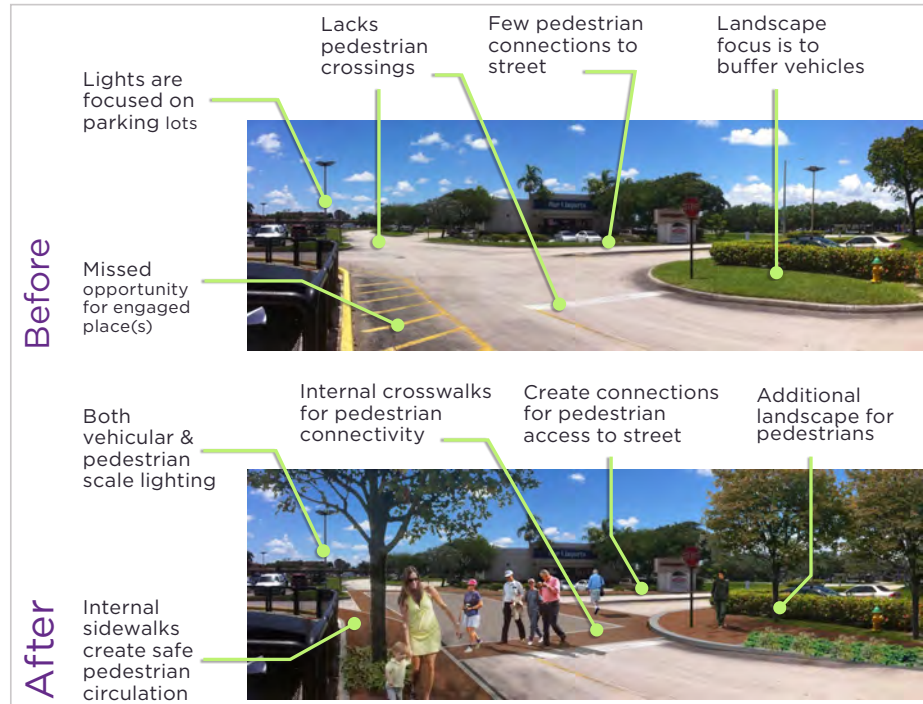 Lacks
pedestrian
crossings
Few pedestrian
connections to
street
Landscape
focus is to
buffer vehicles
Lights are
focused on
parking lots
Before
Missed
opportunity
for engaged
place(s)
Internal crosswalks
for pedestrian
connectivity
Create connections
for pedestrian
access to street
Additional
landscape for
pedestrians
Both
vehicular &
pedestrian
scale lighting
After
Internal
sidewalks
create safe
pedestrian
circulation